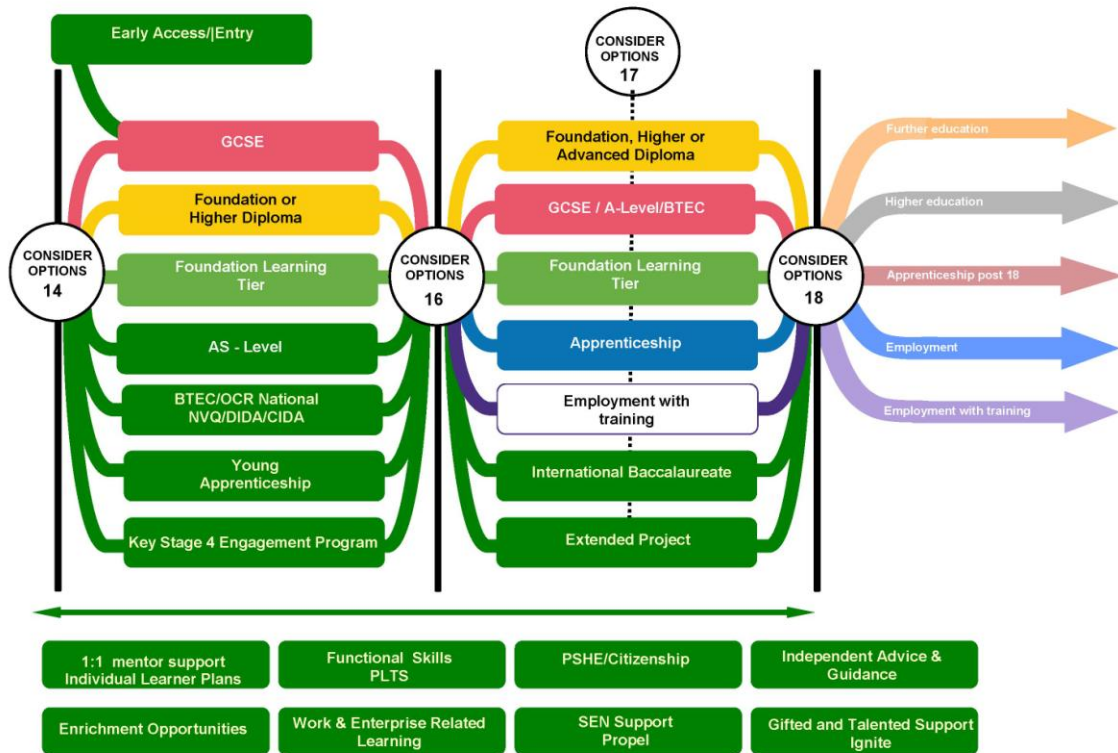 Early Access/|Entry
CONSIDER
OPTIONS
14
GCSE
Foundation or
Higher Diploma
Foundation Learning
Tier
AS - Level
BTEC/OCR National
NVQ/DIDA/CIDA
Young
Apprenticeship
Key Stage 4 Engagement Program
CONSIDER
OPTIONS
16
CONSIDER
OPTIONS
17
Foundation, Higher or
Advanced Diploma
GCSE / A-Level/BTEC
Foundation Learning
Tier
Apprenticeship
Employment with
training
International Baccalaureate
Extended Project
CONSIDER
OPTIONS
18
Further education
Higher education
Apprenticeship post 18
Employment
Employment with training
1:1 mentor support
Individual Learner Plans
Functional Skills
PLTS
PSHE/Citizenship
Independent Advice &
Guidance
Enrichment Opportunities
Work & Enterprise Related
Learning
SEN Support
Propel
Gifted and Talented Support
Ignite